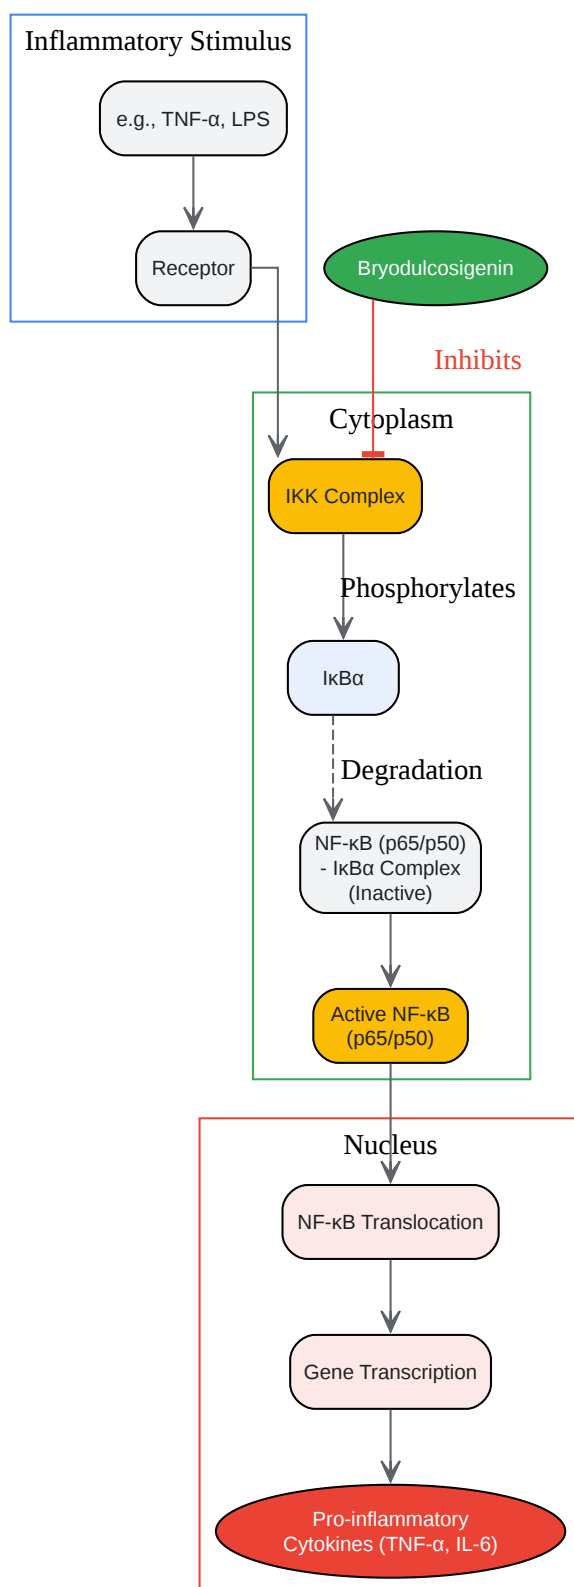 Inflammatory Stimulus
e.g., TNF-α, LPS
Receptor
Bryodulcosigenin
Inhibits
Cytoplasm
IKK Complex
Phosphorylates
IκBα
Degradation
NF-κB (p65/p50)
- IκBα Complex
(Inactive)
Active NF-κB
(p65/p50)
Nucleus
NF-κB Translocation
Gene Transcription
Pro-inflammatory
Cytokines (TNF-α, IL-6)